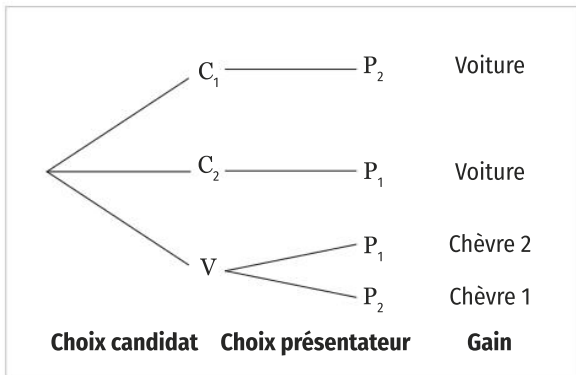 C₁ P₂ Voiture
C₂ P₁ Voiture
P₁ Chèvre 2
V
P₂ Chèvre 1
Choix candidat Choix présentateur Gain